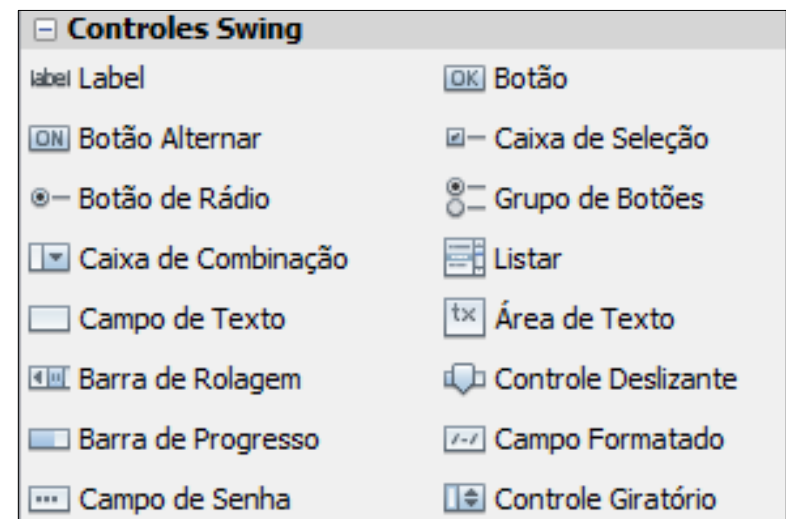 Controles Swing
label Label OK Botão
ON Botão Alternar Caixa de Seleção
Botão de Rádio Grupo de Botões
Caixa de Combinação Listar
Campo de Texto tx Área de Texto
Barra de Rolagem Controle Deslizante
Barra de Progresso Campo Formatado
Campo de Senha Controle Giratório